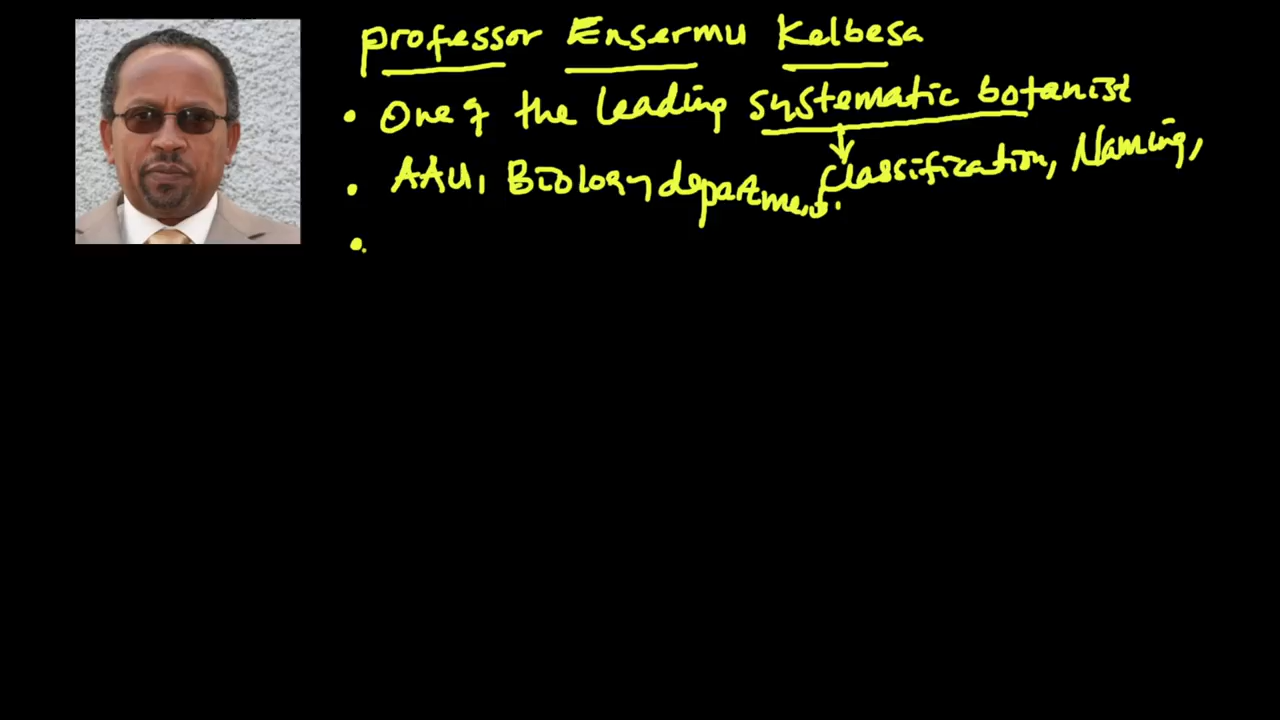 professor Ensermu Kelbesa
• One of the leading systematic botanist
classification, Naming,
• AAU, Biology department.
•